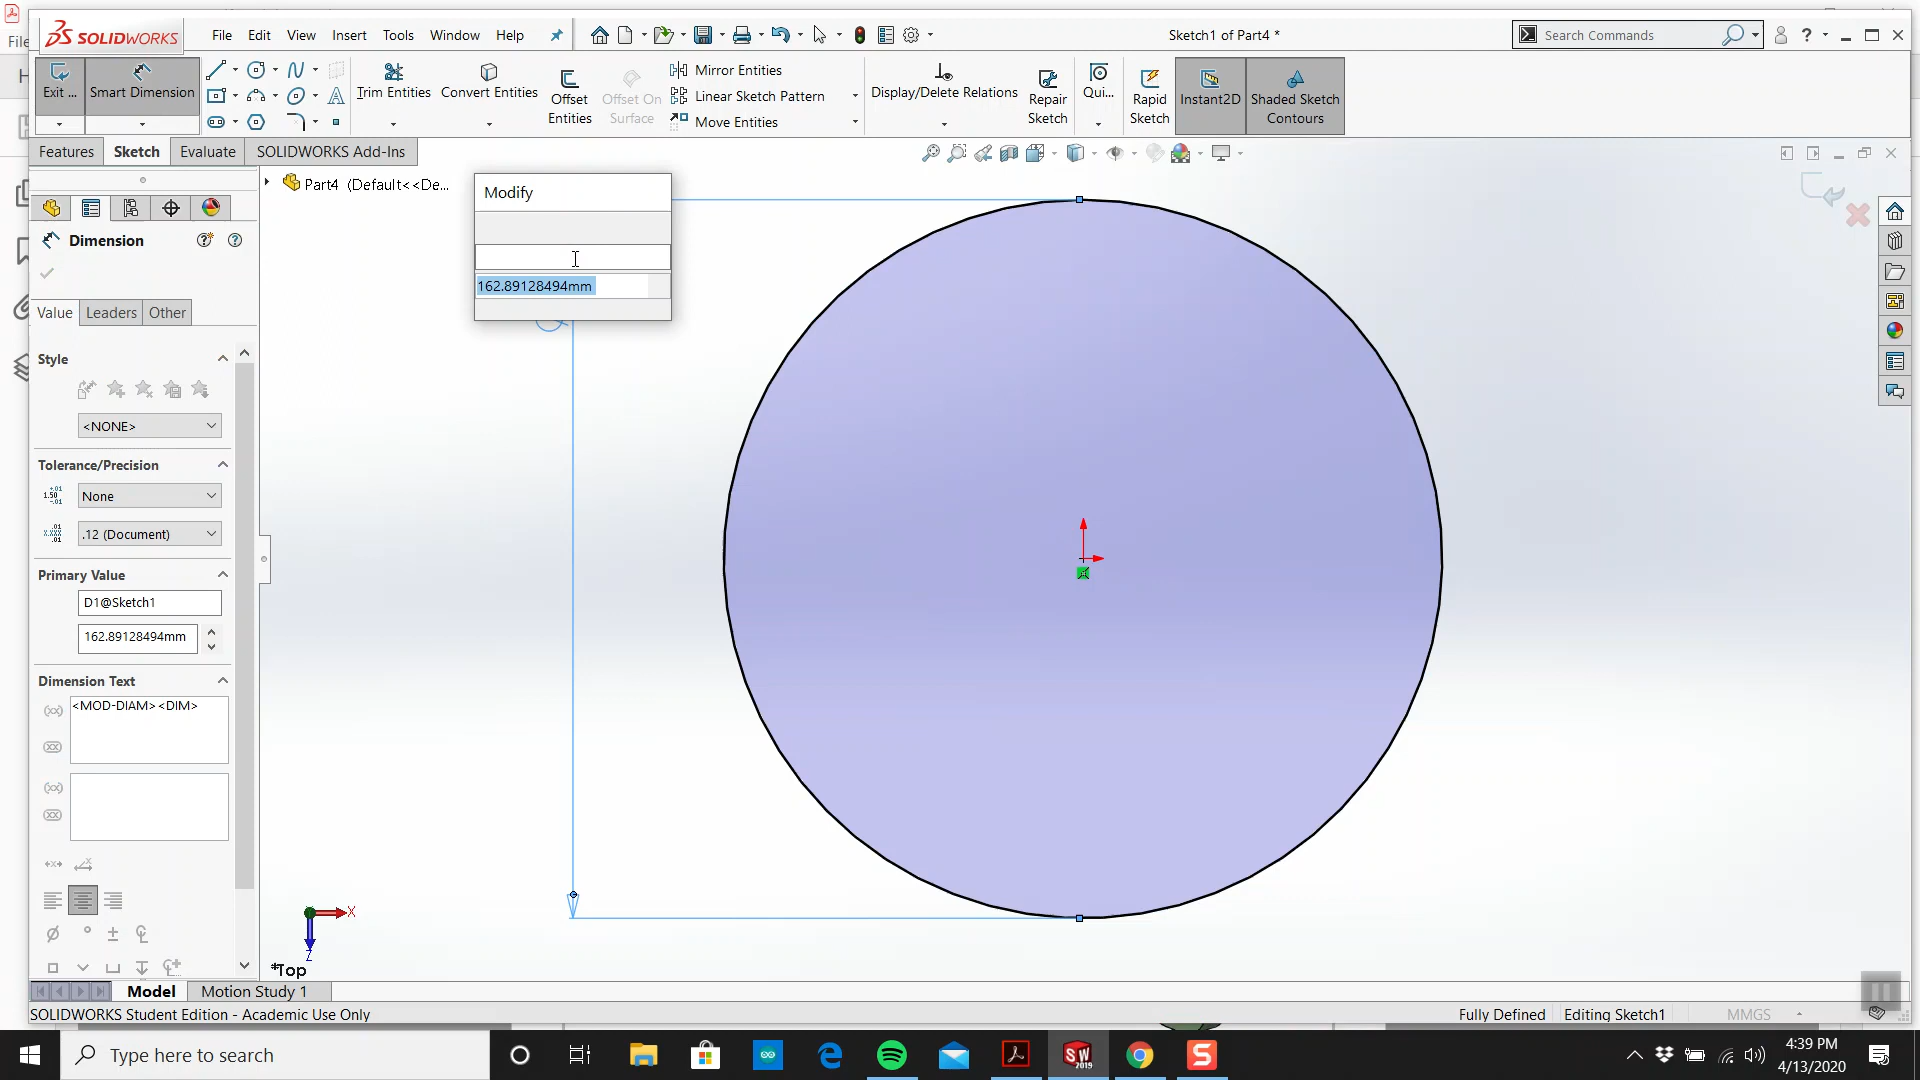 SOLIDWORKS
File Edit View Insert Tools Window Help
Sketch1 of Part4 *
Search Commands
Exit ...
Smart Dimension
Trim Entities
Convert Entities
Offset Entities
Offset On Surface
Mirror Entities
Linear Sketch Pattern
Move Entities
Display/Delete Relations
Repair Sketch
Qui...
Rapid Sketch
Instant2D
Shaded Sketch Contours
Features Sketch Evaluate SOLIDWORKS Add-Ins
Part4 (Default<<De...
Modify
162.89128494mm
Dimension
Value Leaders Other
Style
<NONE>
Tolerance/Precision
None
.12 (Document)
Primary Value
D1@Sketch1
162.89128494mm
Dimension Text
<MOD-DIAM><DIM>
X
Z
*Top
Model Motion Study 1
SOLIDWORKS Student Edition - Academic Use Only
Fully Defined Editing Sketch1 MMGS
Type here to search
SW 2019
4:39 PM
4/13/2020